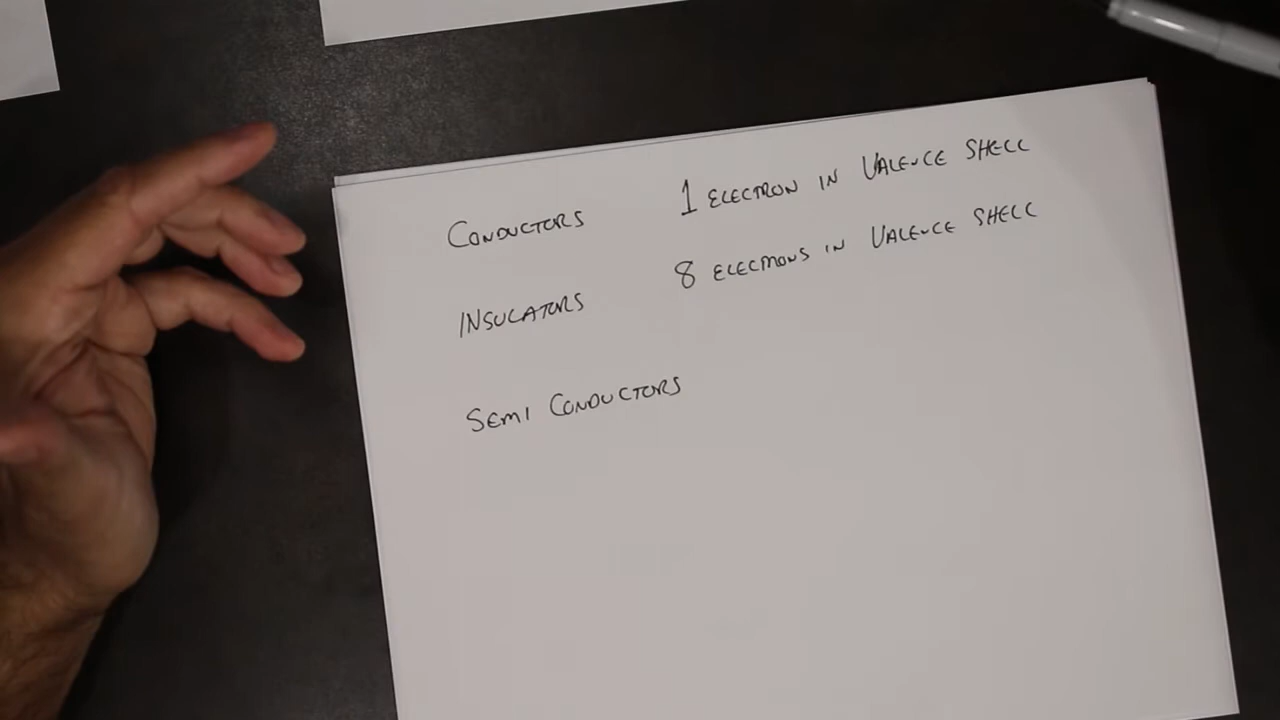 CONDUCTORS 1 ELECTRON IN VALENCE SHELL
INSULATORS 8 ELECTRONS IN VALENCE SHELL
SEMI CONDUCTORS